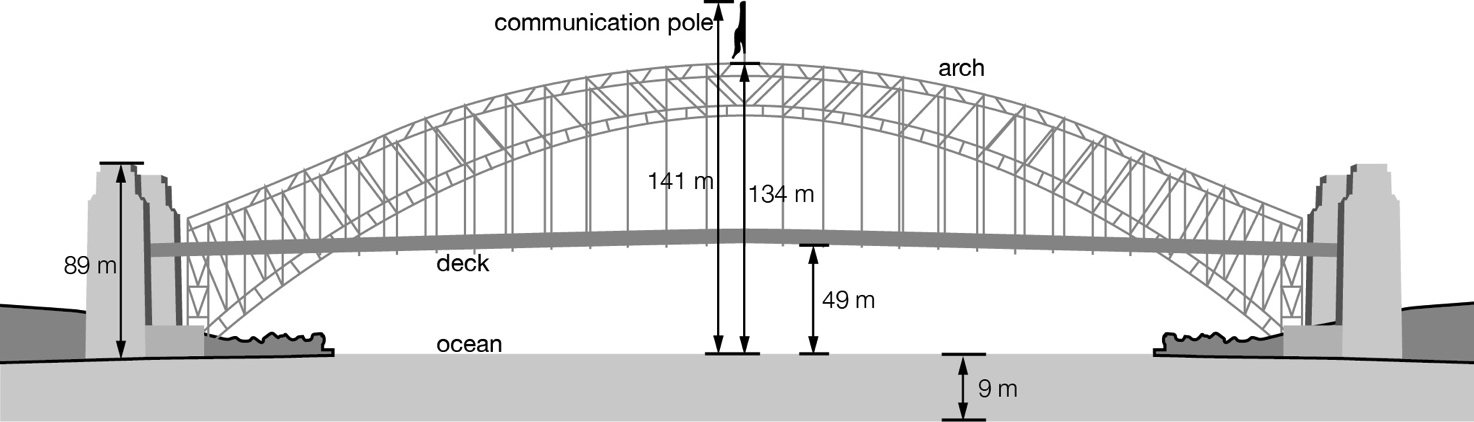 communication pole
arch
141 m
134 m
89 m
deck
49 m
ocean
9 m